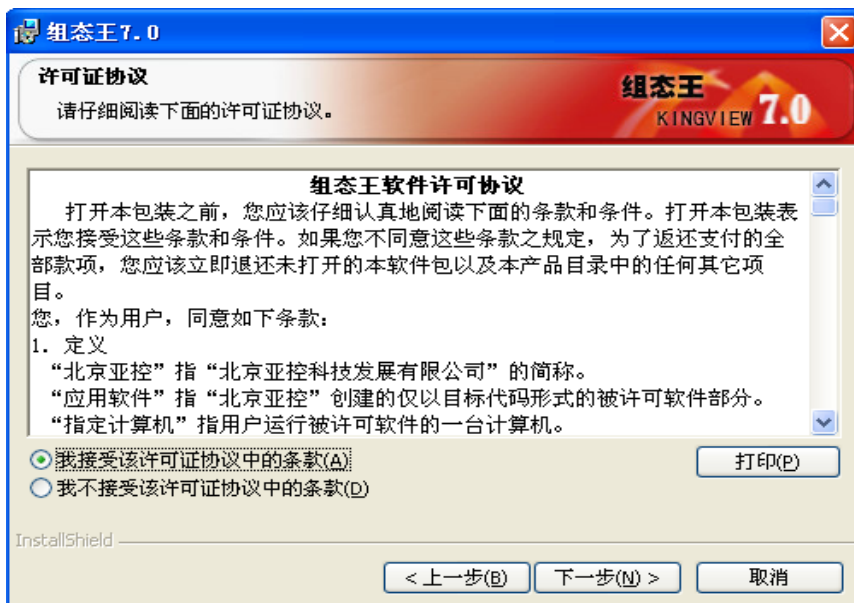 组态王7.0
许可证协议
请仔细阅读下面的许可证协议。
组态王
KINGVIEW 7.0
组态王软件许可协议
打开本包装之前，您应该仔细认真地阅读下面的条款和条件。打开本包装表
示您接受这些条款和条件。如果您不同意这些条款之规定，为了返还支付的全
部款项，您应该立即退还未打开的本软件包以及本产品目录中的任何其它项
目。
您，作为用户，同意如下条款：
1. 定义
“北京亚控”指“北京亚控科技发展有限公司”的简称。
“应用软件”指“北京亚控”创建的仅以目标代码形式的被许可软件部分。
“指定计算机”指用户运行被许可软件的一台计算机。
我接受该许可证协议中的条款(A)
打印(P)
我不接受该许可证协议中的条款(D)
InstallShield
< 上一步(B)
下一步(N) >
取消